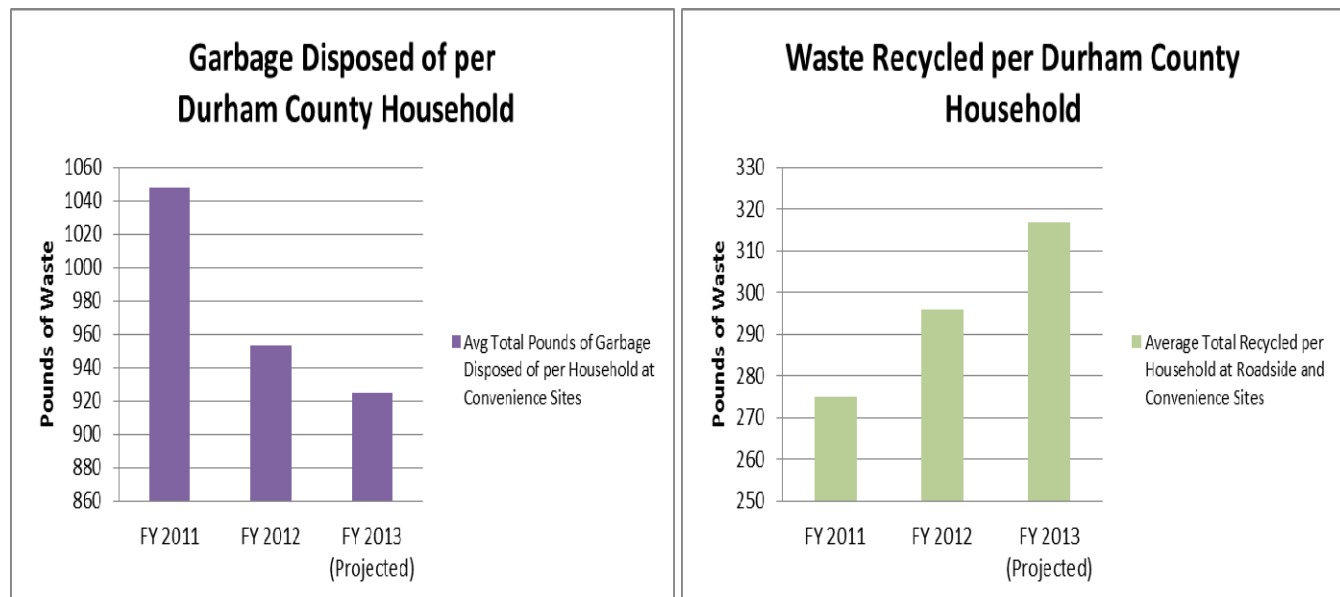 Garbage Disposed of per
Durham County Household
Pounds of Waste
1060
1040
1020
1000
980
960
940
920
900
880
860
FY 2011
FY 2012
FY 2013
(Projected)
Avg Total Pounds of Garbage
Disposed of per Household at
Convenience Sites
Waste Recycled per Durham County
Household
Pounds of Waste
330
320
310
300
290
280
270
260
250
FY 2011
FY 2012
FY 2013
(Projected)
Average Total Recycled per
Household at Roadside and
Convenience Sites